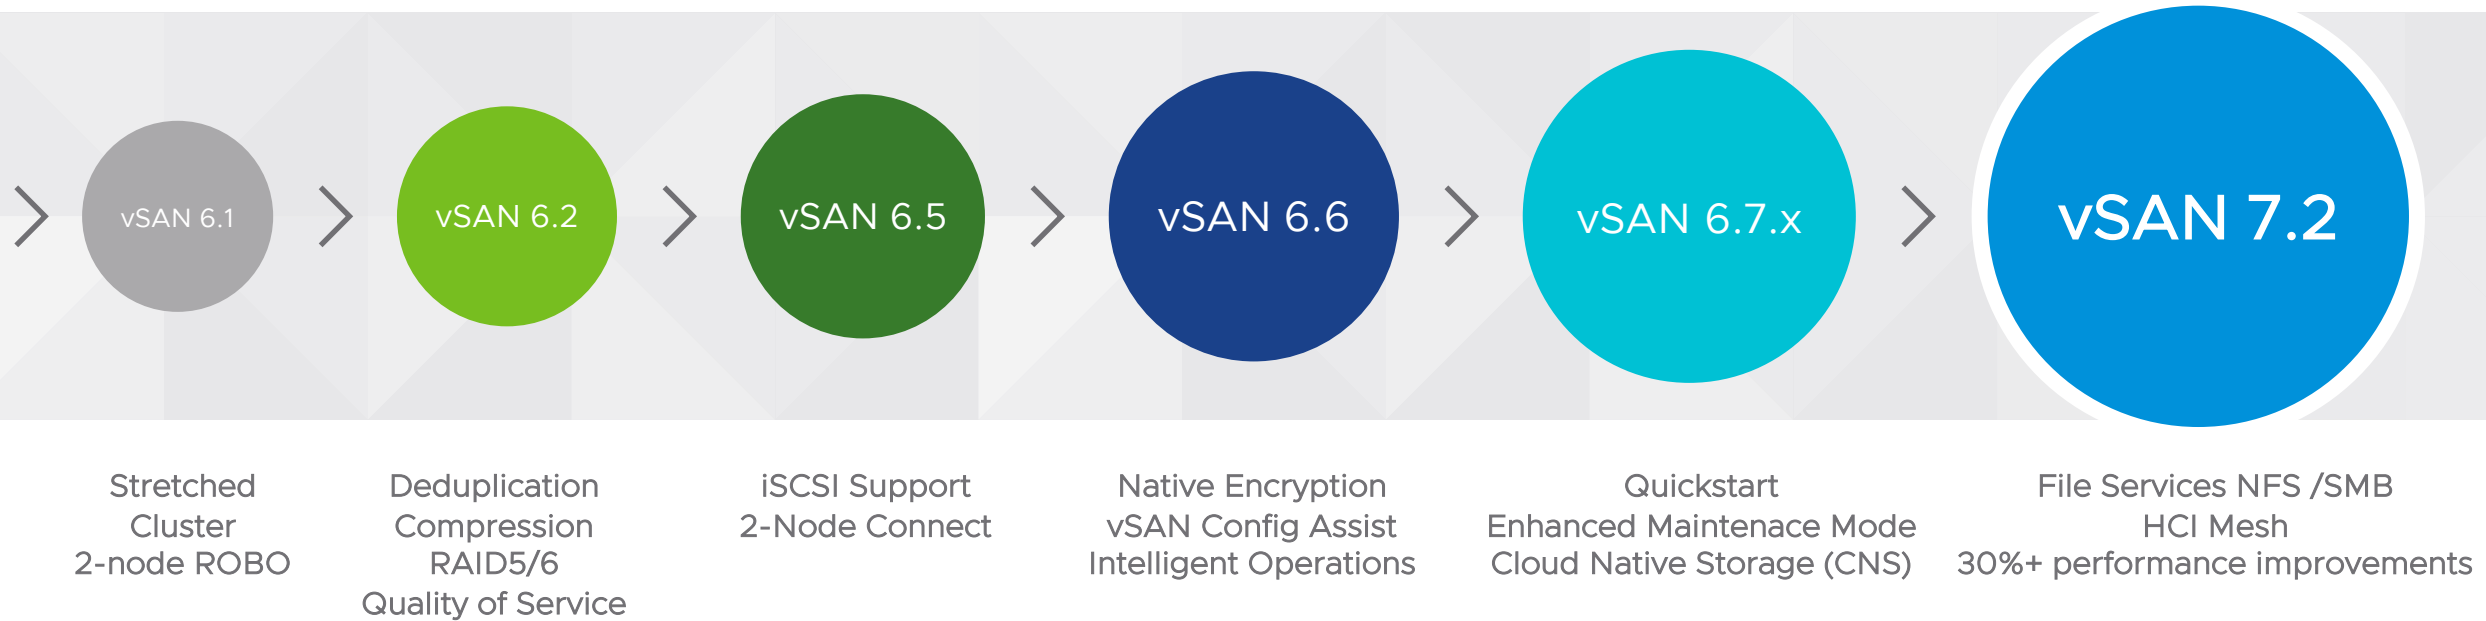 vSAN 6.1
vSAN 6.2
vSAN 6.5
vSAN 6.6
vSAN 6.7.x
vSAN 7.2
Stretched
Cluster
2-node ROBO
Deduplication
Compression
RAID5/6
Quality of Service
iSCSI Support
2-Node Connect
Native Encryption
vSAN Config Assist
Intelligent Operations
Quickstart
Enhanced Maintenace Mode
Cloud Native Storage (CNS)
File Services NFS /SMB
HCI Mesh
30%+ performance improvements